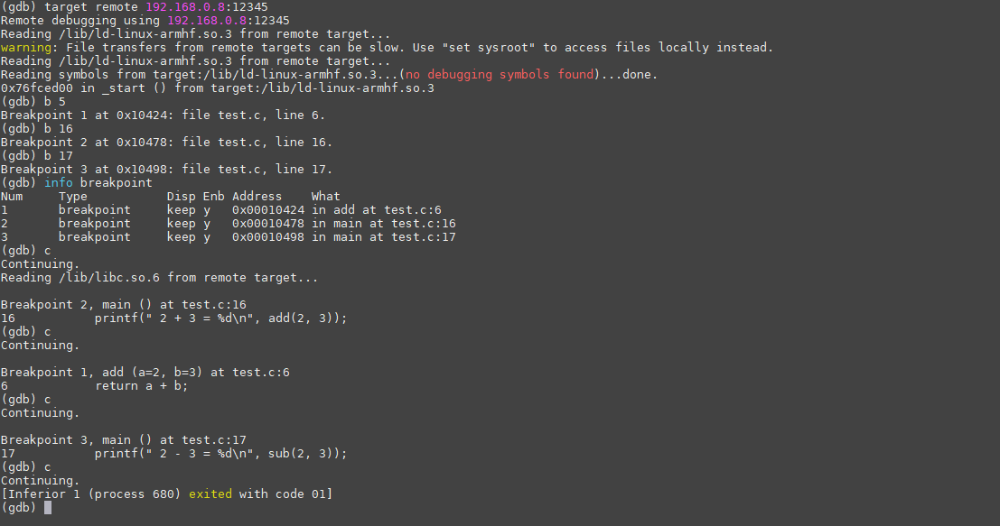 (gdb) target remote 192.168.0.8:12345
Remote debugging using 192.168.0.8:12345
Reading /lib/ld-linux-armhf.so.3 from remote target...
warning: File transfers from remote targets can be slow. Use "set sysroot" to access files locally instead.
Reading /lib/ld-linux-armhf.so.3 from remote target...
Reading symbols from target:/lib/ld-linux-armhf.so.3...(no debugging symbols found)...done.
0x76fced00 in _start () from target:/lib/ld-linux-armhf.so.3
(gdb) b 5
Breakpoint 1 at 0x10424: file test.c, line 6.
(gdb) b 16
Breakpoint 2 at 0x10478: file test.c, line 16.
(gdb) b 17
Breakpoint 3 at 0x10498: file test.c, line 17.
(gdb) info breakpoint
Num     Type           Disp Enb Address    What
1       breakpoint     keep y   0x00010424 in add at test.c:6
2       breakpoint     keep y   0x00010478 in main at test.c:16
3       breakpoint     keep y   0x00010498 in main at test.c:17
(gdb) c
Continuing.
Reading /lib/libc.so.6 from remote target...

Breakpoint 2, main () at test.c:16
16           printf(" 2 + 3 = %d\n", add(2, 3));
(gdb) c
Continuing.

Breakpoint 1, add (a=2, b=3) at test.c:6
6            return a + b;
(gdb) c
Continuing.

Breakpoint 3, main () at test.c:17
17           printf(" 2 - 3 = %d\n", sub(2, 3));
(gdb) c
Continuing.
[Inferior 1 (process 680) exited with code 01]
(gdb)